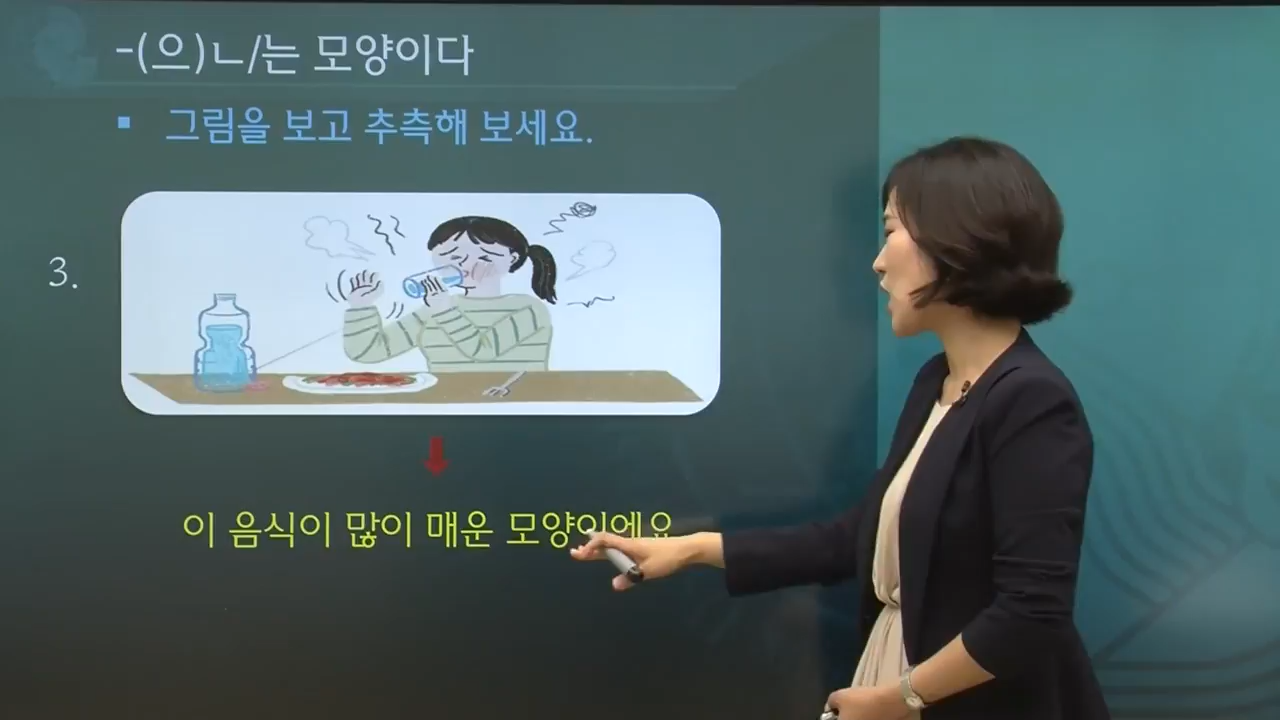 -(으)ㄴ/는 모양이다
▪ 그림을 보고 추측해 보세요.
3.
이 음식이 많이 매운 모양이에요